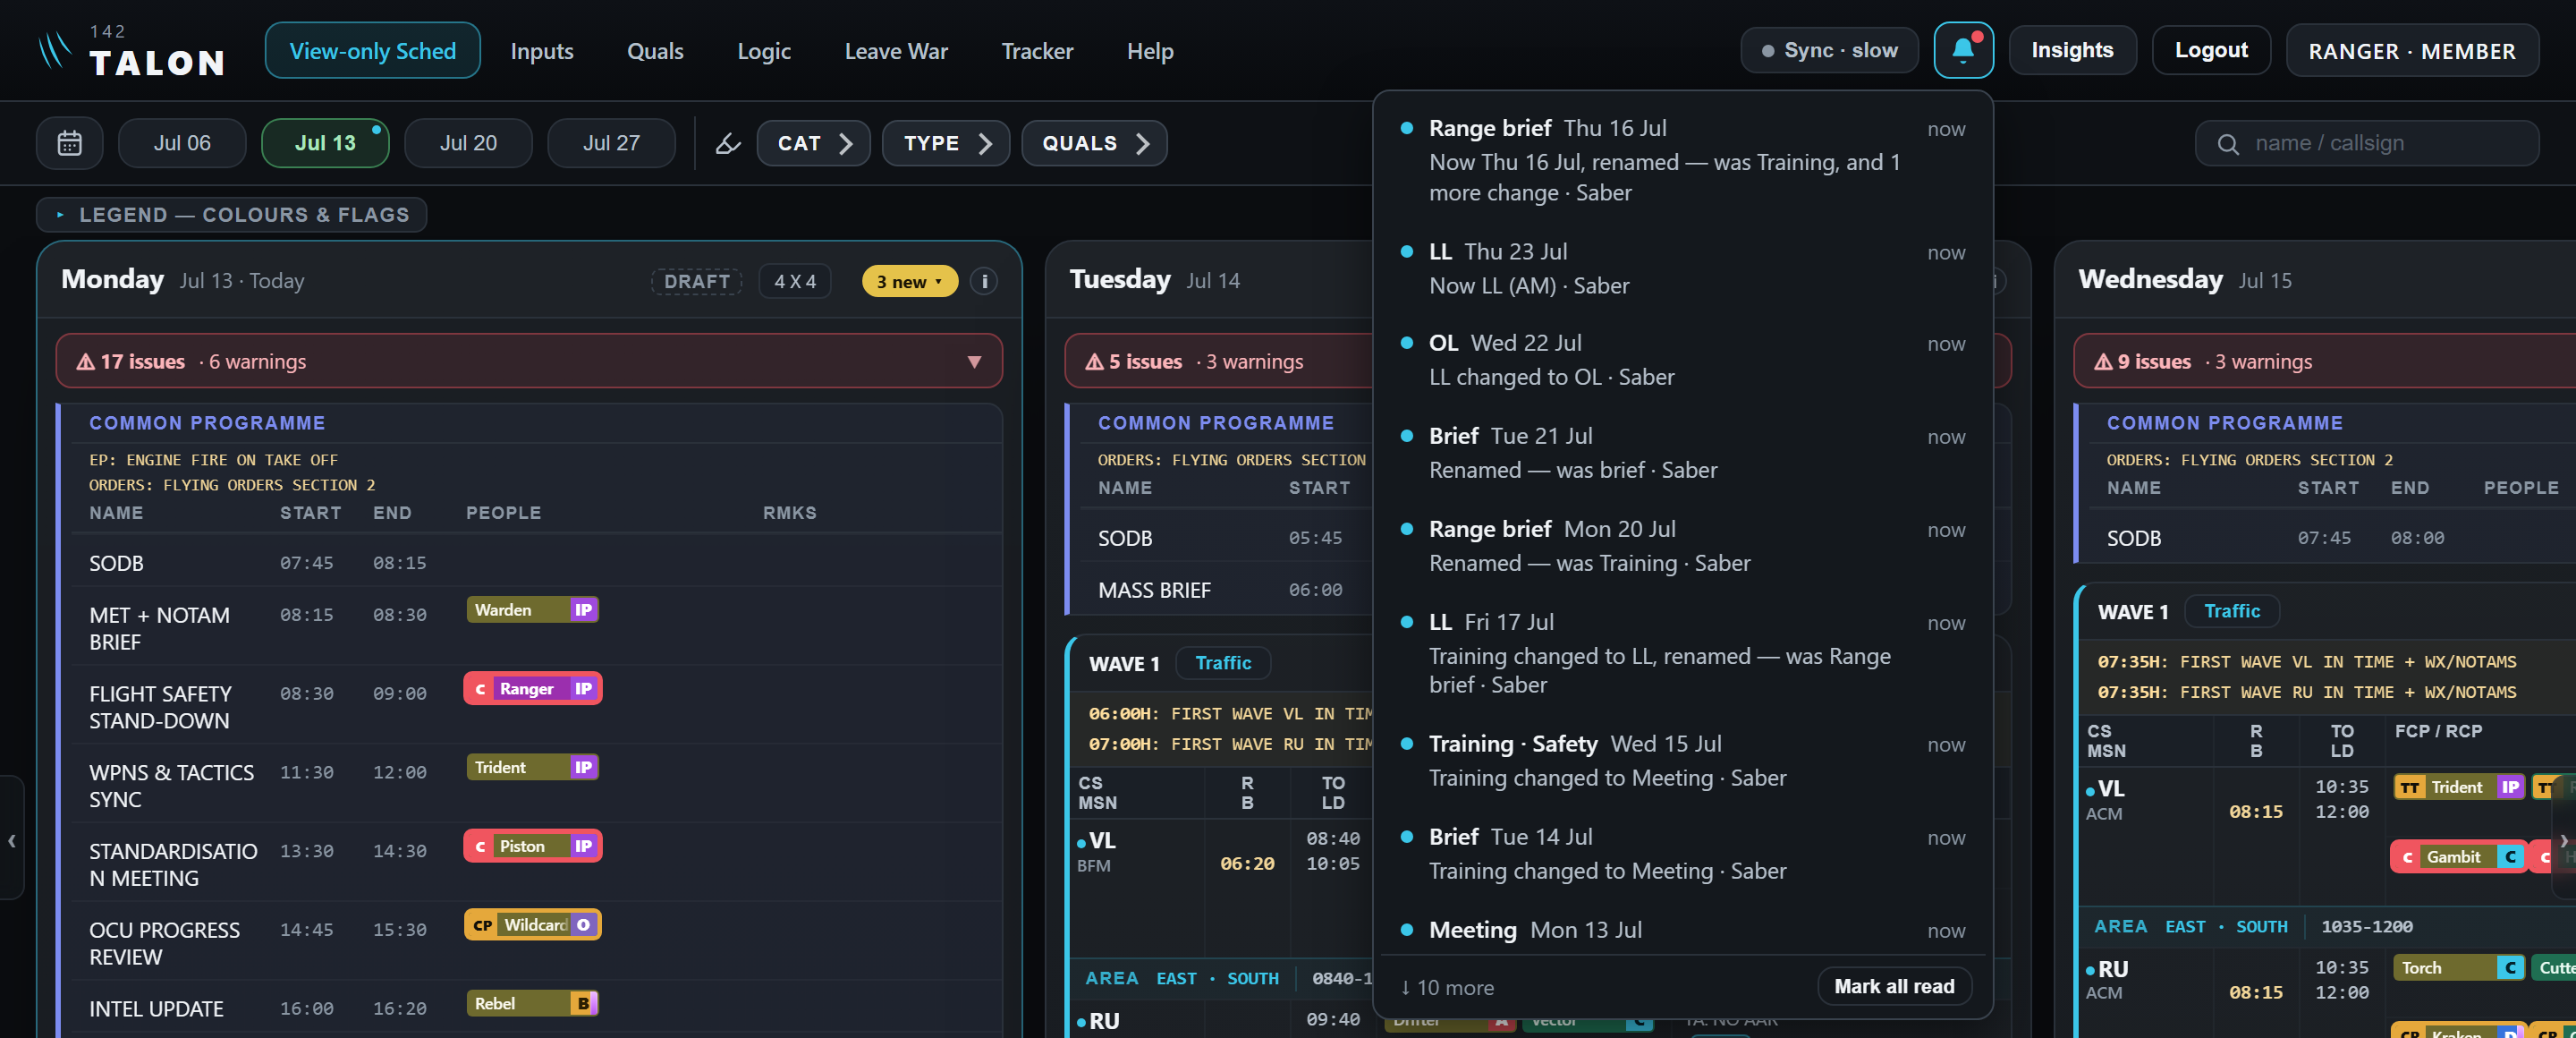 142
TALON
View-only Sched
Inputs
Quals
Logic
Leave War
Tracker
Help
Sync · slow
Insights
Logout
RANGER · MEMBER
Jul 06
Jul 13
Jul 20
Jul 27
CAT
TYPE
QUALS
name / callsign
LEGEND — COLOURS & FLAGS
Monday Jul 13 · Today
DRAFT
4 X 4
3 new
i
17 issues · 6 warnings
COMMON PROGRAMME
EP: ENGINE FIRE ON TAKE OFF
ORDERS: FLYING ORDERS SECTION 2
NAME START END PEOPLE RMKS
SODB 07:45 08:15
MET + NOTAM
BRIEF
08:15 08:30 Warden IP
FLIGHT SAFETY
STAND-DOWN
08:30 09:00 C Ranger IP
WPNS & TACTICS
SYNC
11:30 12:00 Trident IP
STANDARDISATIO
N MEETING
13:30 14:30 C Piston IP
OCU PROGRESS
REVIEW
14:45 15:30 CP Wildcard O
INTEL UPDATE 16:00 16:20 Rebel B
Tuesday Jul 14
i
5 issues · 3 warnings
COMMON PROGRAMME
ORDERS: FLYING ORDERS SECTION
NAME START
SODB 05:45
MASS BRIEF 06:00
WAVE 1 Traffic
06:00H: FIRST WAVE VL IN TIM
07:00H: FIRST WAVE RU IN TIM
CS
MSN
R
B
TO
LD
VL
BFM
06:20
08:40
10:05
AREA EAST · SOUTH 0840-1
RU 09:40
Drifter A Vector C
Range brief Thu 16 Jul now
Now Thu 16 Jul, renamed — was Training, and 1
more change · Saber
LL Thu 23 Jul now
Now LL (AM) · Saber
OL Wed 22 Jul now
LL changed to OL · Saber
Brief Tue 21 Jul now
Renamed — was brief · Saber
Range brief Mon 20 Jul now
Renamed — was Training · Saber
LL Fri 17 Jul now
Training changed to LL, renamed — was Range
brief · Saber
Training · Safety Wed 15 Jul now
Training changed to Meeting · Saber
Brief Tue 14 Jul now
Training changed to Meeting · Saber
Meeting Mon 13 Jul now
↓ 10 more
Mark all read
Wednesday Jul 15
9 issues · 3 warnings
COMMON PROGRAMME
ORDERS: FLYING ORDERS SECTION 2
NAME START END PEOPLE
SODB 07:45 08:00
WAVE 1 Traffic
07:35H: FIRST WAVE VL IN TIME + WX/NOTAMS
07:35H: FIRST WAVE RU IN TIME + WX/NOTAMS
CS
MSN
R
B
TO
LD
FCP / RCP
VL
ACM
08:15
10:35
12:00
TT Trident IP
C Gambit C C
AREA EAST · SOUTH 1035-1200
RU
ACM
08:15
10:35
12:00
Torch C Cutte
CP Kraken D CP